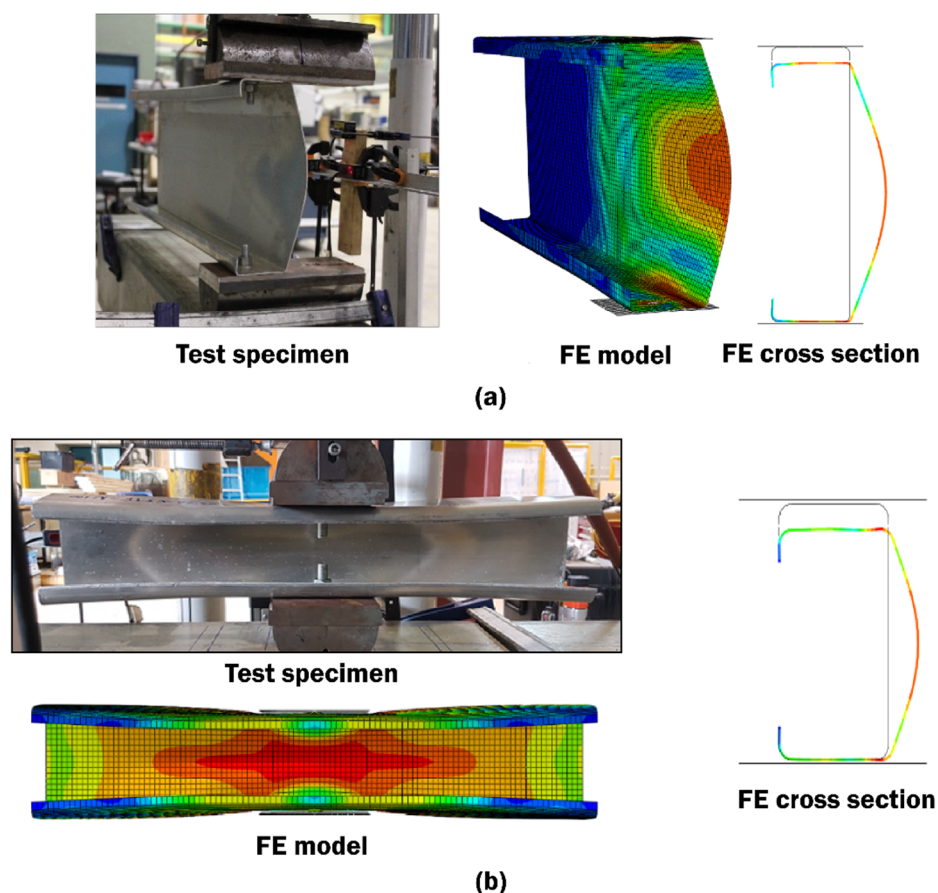 Test specimen
FE model
FE cross section
(a)
Test specimen
FE cross section
FE model
(b)